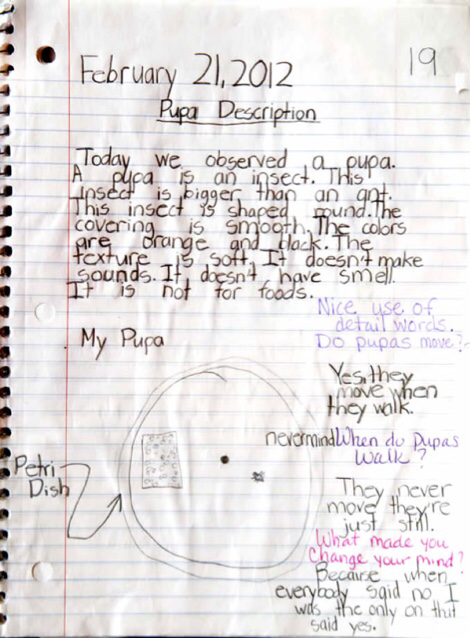 19
February 21, 2012
Pupa Description
Today we observed a pupa.
A pupa is an insect. This
insect is bigger than an ant.
This insect is shaped round. The
covering is smooth. The colors
are orange and black. The
texture is soft. It doesn't make
sounds. It doesn't have smell.
It is not for foods.
Nice use of
detail words.
Do pupas move?
My Pupa
Yes, they
move when
they walk.
nevermind When do pupas
walk?
Petri
Dish
They never
move they're
just still.
What made you
change your mind?
Because when
everybody said no I
was the only on that
said yes.